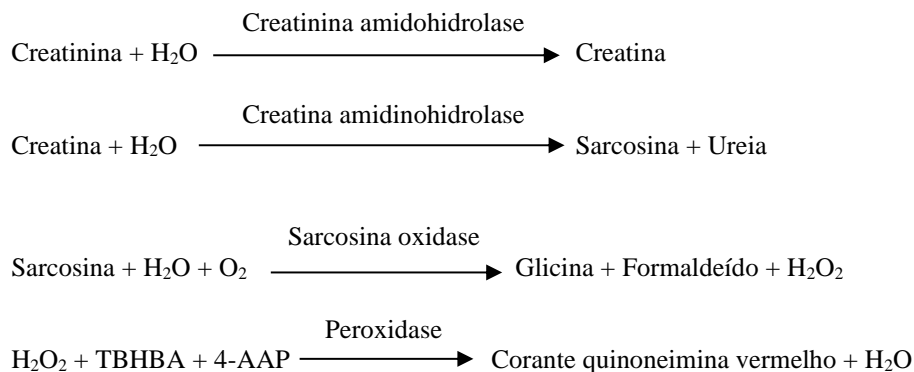 Creatinina amidohidrolase
Creatinina + H₂O Creatina
Creatina amidinohidrolase
Creatina + H₂O Sarcosina + Ureia
Sarcosina oxidase
Sarcosina + H₂O + O₂ Glicina + Formaldeído + H₂O₂
Peroxidase
H₂O₂ + TBHBA + 4-AAP Corante quinoneimina vermelho + H₂O